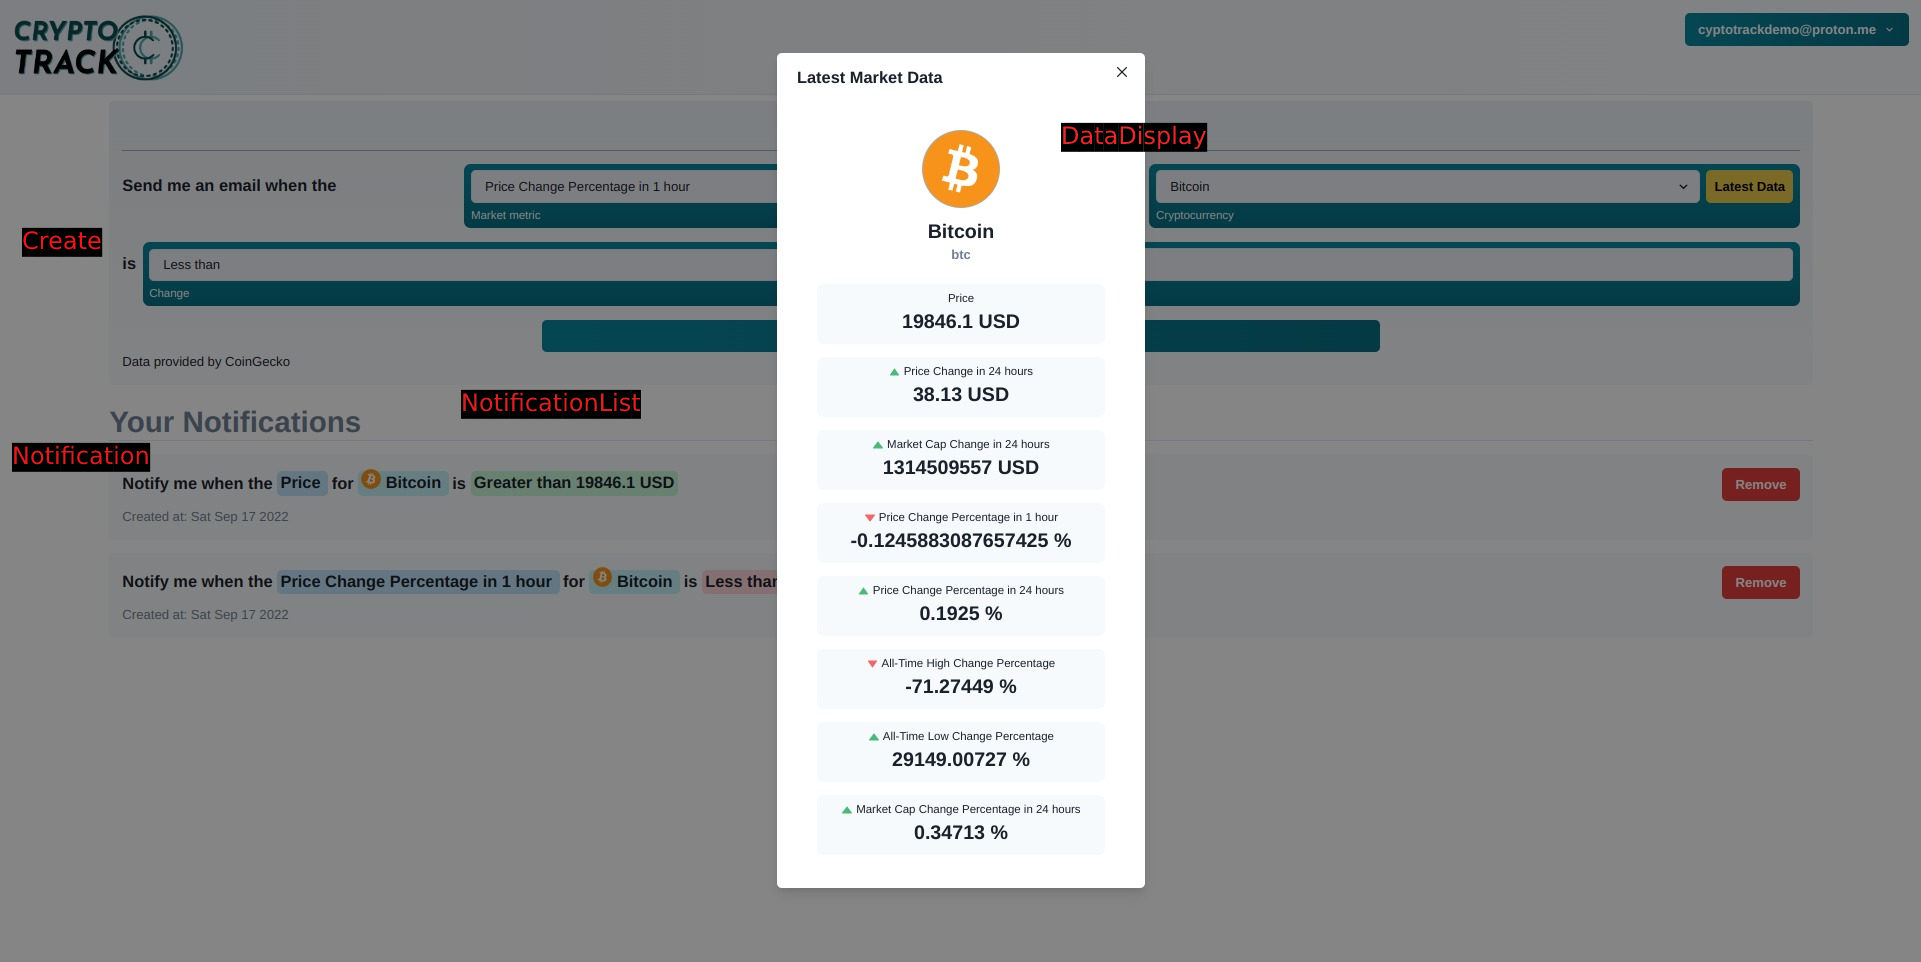 CRYPTO
TRACK
cyptotrackdemo@proton.me
Latest Market Data
DataDisplay
Send me an email when the
Price Change Percentage in 1 hour
Market metric
Bitcoin
Latest Data
Cryptocurrency
Create
is
Less than
Change
Data provided by CoinGecko
NotificationList
Your Notifications
Notification
Notify me when the Price for Bitcoin is Greater than 19846.1 USD
Remove
Created at: Sat Sep 17 2022
Notify me when the Price Change Percentage in 1 hour for Bitcoin is Less than
Remove
Created at: Sat Sep 17 2022
Bitcoin
btc
Price
19846.1 USD
Price Change in 24 hours
38.13 USD
Market Cap Change in 24 hours
1314509557 USD
Price Change Percentage in 1 hour
-0.1245883087657425 %
Price Change Percentage in 24 hours
0.1925 %
All-Time High Change Percentage
-71.27449 %
All-Time Low Change Percentage
29149.00727 %
Market Cap Change Percentage in 24 hours
0.34713 %